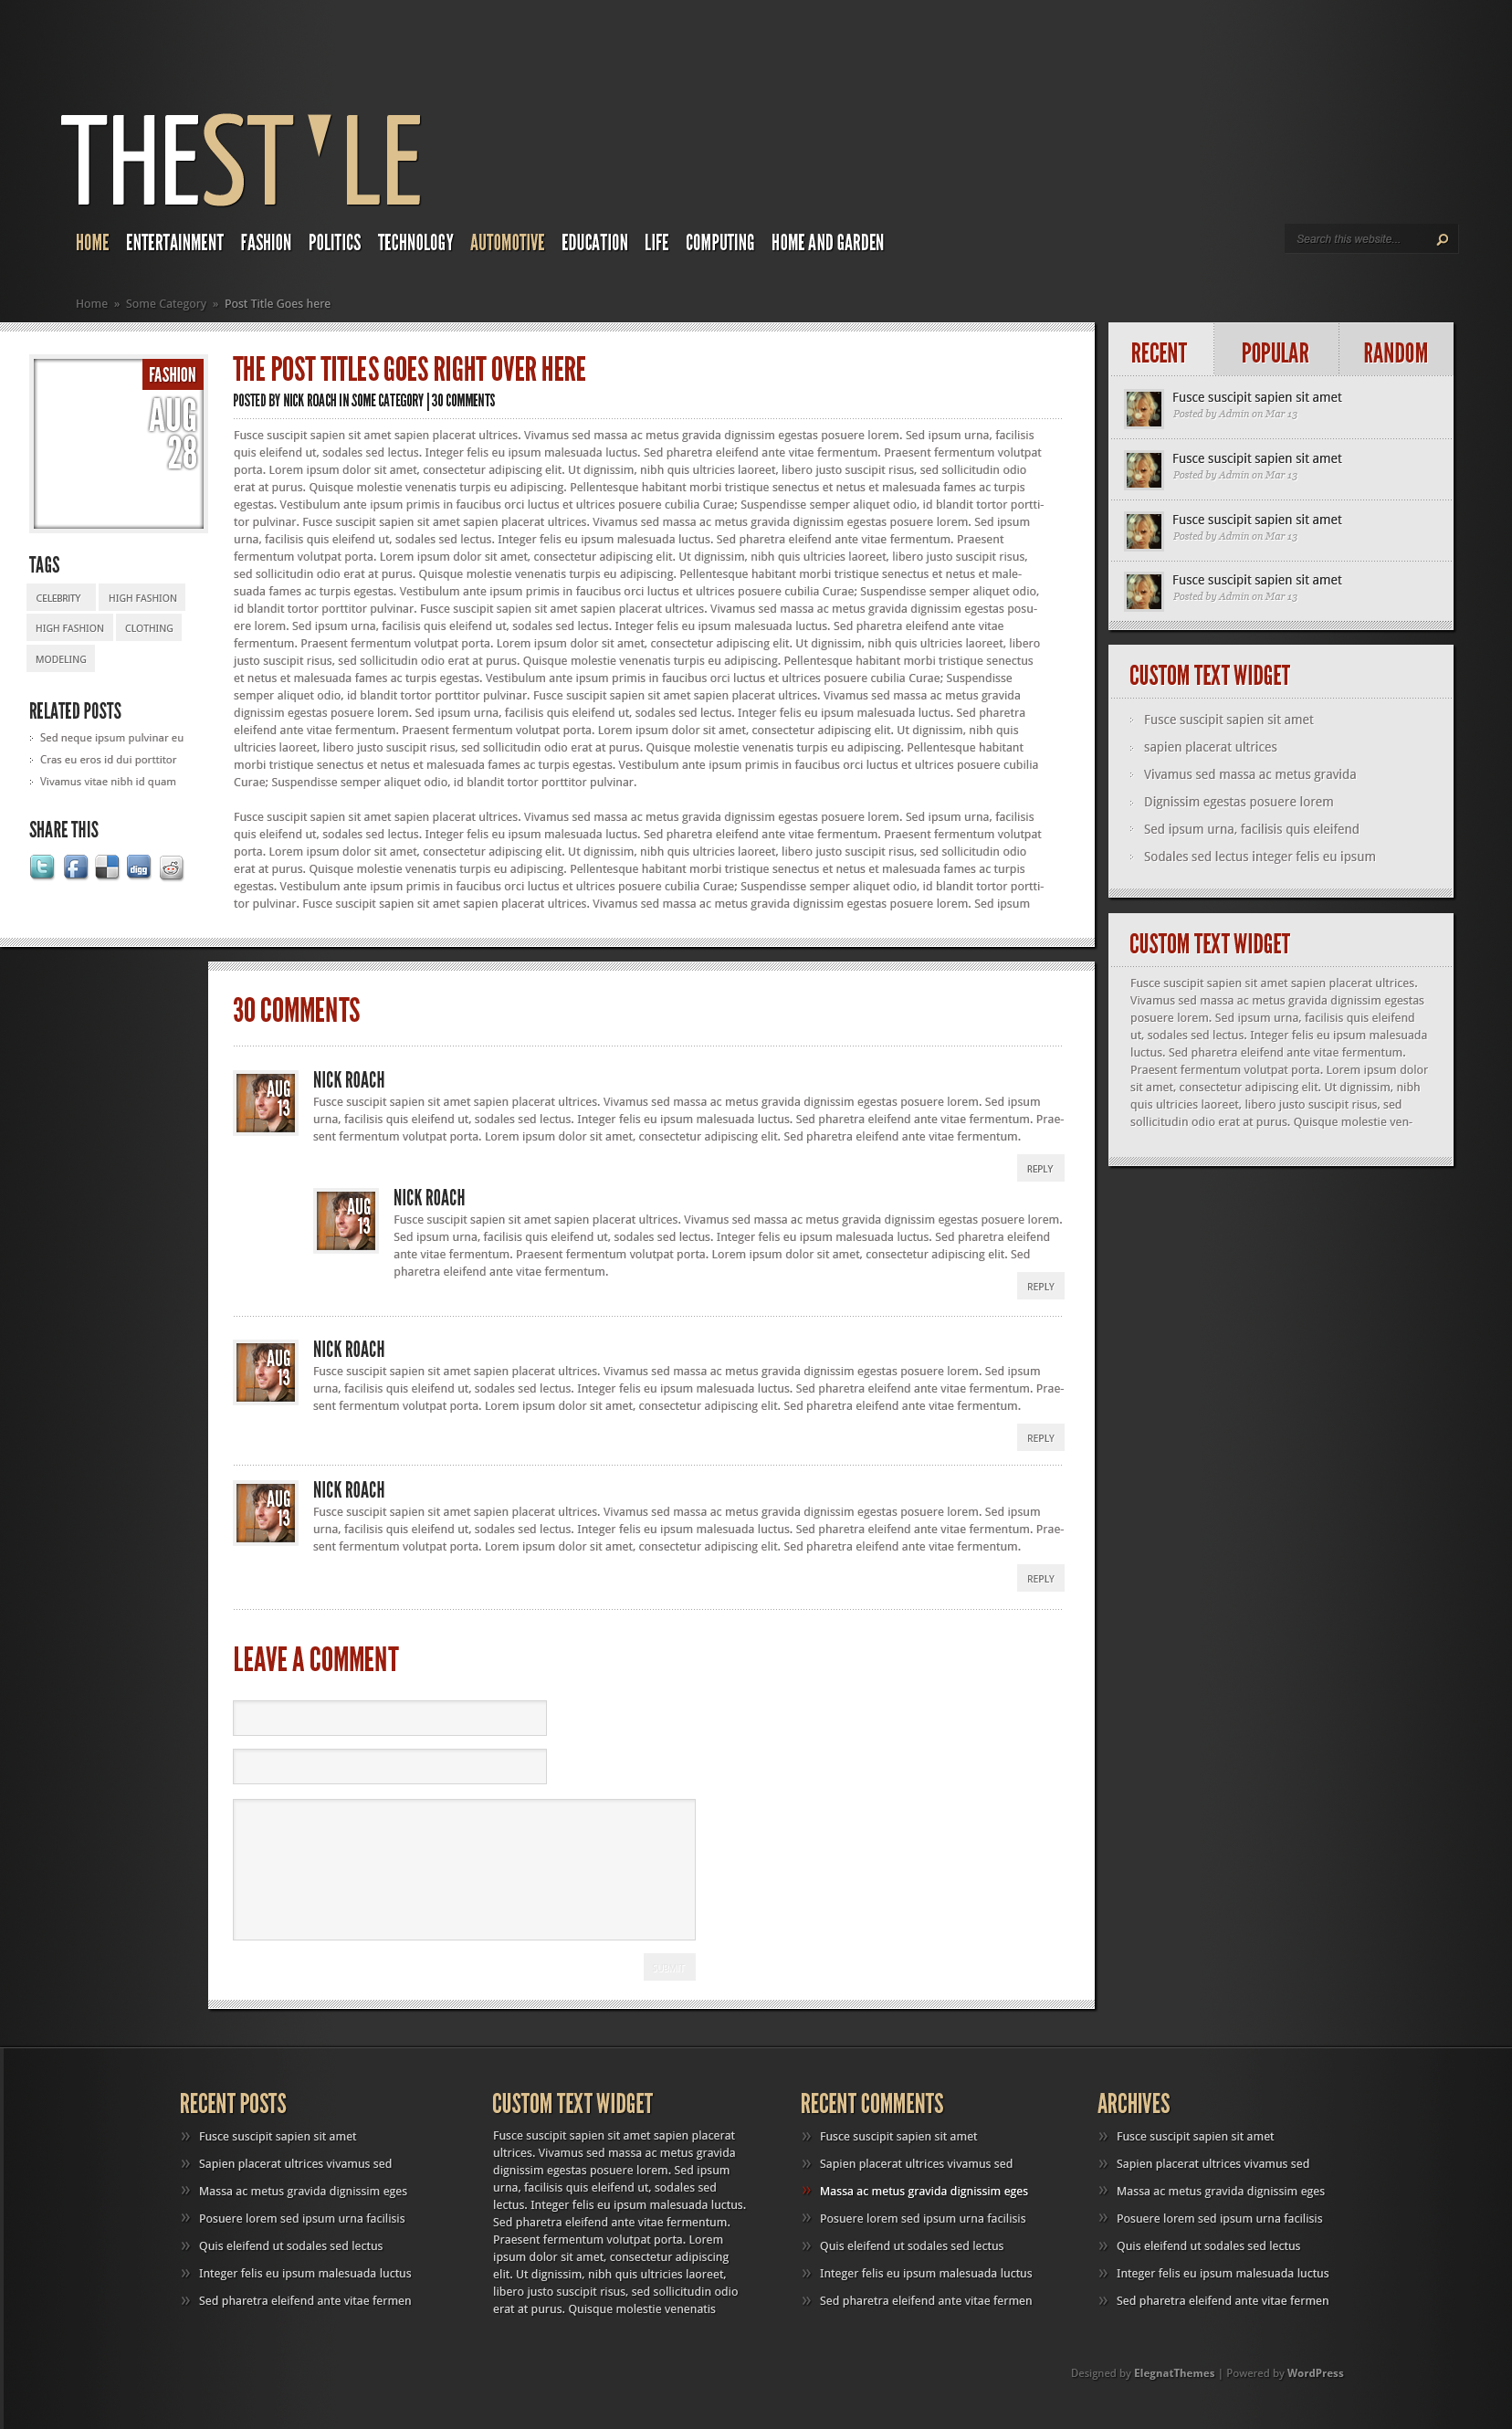 THESTYLE
HOME ENTERTAINMENT FASHION POLITICS TECHNOLOGY AUTOMOTIVE EDUCATION LIFE COMPUTING HOME AND GARDEN
Search this website...
Home » Some Category » Post Title Goes here
FASHION
AUG
28
TAGS
CELEBRITY HIGH FASHION
HIGH FASHION CLOTHING
MODELING
RELATED POSTS
Sed neque ipsum pulvinar eu
Cras eu eros id dui porttitor
Vivamus vitae nibh id quam
SHARE THIS
digg
THE POST TITLES GOES RIGHT OVER HERE
POSTED BY NICK ROACH IN SOME CATEGORY | 30 COMMENTS
Fusce suscipit sapien sit amet sapien placerat ultrices. Vivamus sed massa ac metus gravida dignissim egestas posuere lorem. Sed ipsum urna, facilisis
quis eleifend ut, sodales sed lectus. Integer felis eu ipsum malesuada luctus. Sed pharetra eleifend ante vitae fermentum. Praesent fermentum volutpat
porta. Lorem ipsum dolor sit amet, consectetur adipiscing elit. Ut dignissim, nibh quis ultricies laoreet, libero justo suscipit risus, sed sollicitudin odio
erat at purus. Quisque molestie venenatis turpis eu adipiscing. Pellentesque habitant morbi tristique senectus et netus et malesuada fames ac turpis
egestas. Vestibulum ante ipsum primis in faucibus orci luctus et ultrices posuere cubilia Curae; Suspendisse semper aliquet odio, id blandit tortor portti-
tor pulvinar. Fusce suscipit sapien sit amet sapien placerat ultrices. Vivamus sed massa ac metus gravida dignissim egestas posuere lorem. Sed ipsum
urna, facilisis quis eleifend ut, sodales sed lectus. Integer felis eu ipsum malesuada luctus. Sed pharetra eleifend ante vitae fermentum. Praesent
fermentum volutpat porta. Lorem ipsum dolor sit amet, consectetur adipiscing elit. Ut dignissim, nibh quis ultricies laoreet, libero justo suscipit risus,
sed sollicitudin odio erat at purus. Quisque molestie venenatis turpis eu adipiscing. Pellentesque habitant morbi tristique senectus et netus et male-
suada fames ac turpis egestas. Vestibulum ante ipsum primis in faucibus orci luctus et ultrices posuere cubilia Curae; Suspendisse semper aliquet odio,
id blandit tortor porttitor pulvinar. Fusce suscipit sapien sit amet sapien placerat ultrices. Vivamus sed massa ac metus gravida dignissim egestas posu-
ere lorem. Sed ipsum urna, facilisis quis eleifend ut, sodales sed lectus. Integer felis eu ipsum malesuada luctus. Sed pharetra eleifend ante vitae
fermentum. Praesent fermentum volutpat porta. Lorem ipsum dolor sit amet, consectetur adipiscing elit. Ut dignissim, nibh quis ultricies laoreet, libero
justo suscipit risus, sed sollicitudin odio erat at purus. Quisque molestie venenatis turpis eu adipiscing. Pellentesque habitant morbi tristique senectus
et netus et malesuada fames ac turpis egestas. Vestibulum ante ipsum primis in faucibus orci luctus et ultrices posuere cubilia Curae; Suspendisse
semper aliquet odio, id blandit tortor porttitor pulvinar. Fusce suscipit sapien sit amet sapien placerat ultrices. Vivamus sed massa ac metus gravida
dignissim egestas posuere lorem. Sed ipsum urna, facilisis quis eleifend ut, sodales sed lectus. Integer felis eu ipsum malesuada luctus. Sed pharetra
eleifend ante vitae fermentum. Praesent fermentum volutpat porta. Lorem ipsum dolor sit amet, consectetur adipiscing elit. Ut dignissim, nibh quis
ultricies laoreet, libero justo suscipit risus, sed sollicitudin odio erat at purus. Quisque molestie venenatis turpis eu adipiscing. Pellentesque habitant
morbi tristique senectus et netus et malesuada fames ac turpis egestas. Vestibulum ante ipsum primis in faucibus orci luctus et ultrices posuere cubilia
Curae; Suspendisse semper aliquet odio, id blandit tortor porttitor pulvinar.
Fusce suscipit sapien sit amet sapien placerat ultrices. Vivamus sed massa ac metus gravida dignissim egestas posuere lorem. Sed ipsum urna, facilisis
quis eleifend ut, sodales sed lectus. Integer felis eu ipsum malesuada luctus. Sed pharetra eleifend ante vitae fermentum. Praesent fermentum volutpat
porta. Lorem ipsum dolor sit amet, consectetur adipiscing elit. Ut dignissim, nibh quis ultricies laoreet, libero justo suscipit risus, sed sollicitudin odio
erat at purus. Quisque molestie venenatis turpis eu adipiscing. Pellentesque habitant morbi tristique senectus et netus et malesuada fames ac turpis
egestas. Vestibulum ante ipsum primis in faucibus orci luctus et ultrices posuere cubilia Curae; Suspendisse semper aliquet odio, id blandit tortor portti-
tor pulvinar. Fusce suscipit sapien sit amet sapien placerat ultrices. Vivamus sed massa ac metus gravida dignissim egestas posuere lorem. Sed ipsum
RECENT POPULAR RANDOM
Fusce suscipit sapien sit amet
Posted by Admin on Mar 13
Fusce suscipit sapien sit amet
Posted by Admin on Mar 13
Fusce suscipit sapien sit amet
Posted by Admin on Mar 13
Fusce suscipit sapien sit amet
Posted by Admin on Mar 13
CUSTOM TEXT WIDGET
Fusce suscipit sapien sit amet
sapien placerat ultrices
Vivamus sed massa ac metus gravida
Dignissim egestas posuere lorem
Sed ipsum urna, facilisis quis eleifend
Sodales sed lectus integer felis eu ipsum
CUSTOM TEXT WIDGET
Fusce suscipit sapien sit amet sapien placerat ultrices.
Vivamus sed massa ac metus gravida dignissim egestas
posuere lorem. Sed ipsum urna, facilisis quis eleifend
ut, sodales sed lectus. Integer felis eu ipsum malesuada
luctus. Sed pharetra eleifend ante vitae fermentum.
Praesent fermentum volutpat porta. Lorem ipsum dolor
sit amet, consectetur adipiscing elit. Ut dignissim, nibh
quis ultricies laoreet, libero justo suscipit risus, sed
sollicitudin odio erat at purus. Quisque molestie ven-
30 COMMENTS
AUG
13
NICK ROACH
Fusce suscipit sapien sit amet sapien placerat ultrices. Vivamus sed massa ac metus gravida dignissim egestas posuere lorem. Sed ipsum
urna, facilisis quis eleifend ut, sodales sed lectus. Integer felis eu ipsum malesuada luctus. Sed pharetra eleifend ante vitae fermentum. Prae-
sent fermentum volutpat porta. Lorem ipsum dolor sit amet, consectetur adipiscing elit. Sed pharetra eleifend ante vitae fermentum.
REPLY
AUG
13
NICK ROACH
Fusce suscipit sapien sit amet sapien placerat ultrices. Vivamus sed massa ac metus gravida dignissim egestas posuere lorem.
Sed ipsum urna, facilisis quis eleifend ut, sodales sed lectus. Integer felis eu ipsum malesuada luctus. Sed pharetra eleifend
ante vitae fermentum. Praesent fermentum volutpat porta. Lorem ipsum dolor sit amet, consectetur adipiscing elit. Sed
pharetra eleifend ante vitae fermentum.
REPLY
AUG
13
NICK ROACH
Fusce suscipit sapien sit amet sapien placerat ultrices. Vivamus sed massa ac metus gravida dignissim egestas posuere lorem. Sed ipsum
urna, facilisis quis eleifend ut, sodales sed lectus. Integer felis eu ipsum malesuada luctus. Sed pharetra eleifend ante vitae fermentum. Prae-
sent fermentum volutpat porta. Lorem ipsum dolor sit amet, consectetur adipiscing elit. Sed pharetra eleifend ante vitae fermentum.
REPLY
AUG
13
NICK ROACH
Fusce suscipit sapien sit amet sapien placerat ultrices. Vivamus sed massa ac metus gravida dignissim egestas posuere lorem. Sed ipsum
urna, facilisis quis eleifend ut, sodales sed lectus. Integer felis eu ipsum malesuada luctus. Sed pharetra eleifend ante vitae fermentum. Prae-
sent fermentum volutpat porta. Lorem ipsum dolor sit amet, consectetur adipiscing elit. Sed pharetra eleifend ante vitae fermentum.
REPLY
LEAVE A COMMENT
RECENT POSTS
Fusce suscipit sapien sit amet
Sapien placerat ultrices vivamus sed
Massa ac metus gravida dignissim eges
Posuere lorem sed ipsum urna facilisis
Quis eleifend ut sodales sed lectus
Integer felis eu ipsum malesuada luctus
Sed pharetra eleifend ante vitae fermen
CUSTOM TEXT WIDGET
Fusce suscipit sapien sit amet sapien placerat
ultrices. Vivamus sed massa ac metus gravida
dignissim egestas posuere lorem. Sed ipsum
urna, facilisis quis eleifend ut, sodales sed
lectus. Integer felis eu ipsum malesuada luctus.
Sed pharetra eleifend ante vitae fermentum.
Praesent fermentum volutpat porta. Lorem
ipsum dolor sit amet, consectetur adipiscing
elit. Ut dignissim, nibh quis ultricies laoreet,
libero justo suscipit risus, sed sollicitudin odio
erat at purus. Quisque molestie venenatis
RECENT COMMENTS
Fusce suscipit sapien sit amet
Sapien placerat ultrices vivamus sed
Massa ac metus gravida dignissim eges
Posuere lorem sed ipsum urna facilisis
Quis eleifend ut sodales sed lectus
Integer felis eu ipsum malesuada luctus
Sed pharetra eleifend ante vitae fermen
ARCHIVES
Fusce suscipit sapien sit amet
Sapien placerat ultrices vivamus sed
Massa ac metus gravida dignissim eges
Posuere lorem sed ipsum urna facilisis
Quis eleifend ut sodales sed lectus
Integer felis eu ipsum malesuada luctus
Sed pharetra eleifend ante vitae fermen
Designed by ElegnatThemes | Powered by WordPress